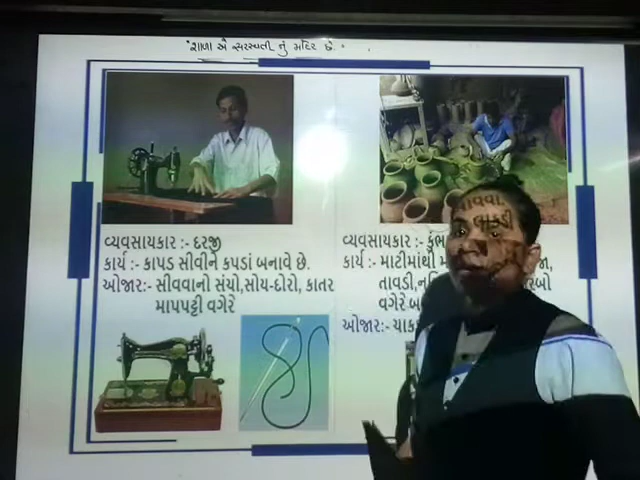 "શાળા એ સરસ્વતી નું મંદિર છે."
વ્યવસાયકાર :- દરજી
કાર્ય :- કાપડ સીવીને કપડાં બનાવે છે.
ઓજાર:- સીવવાનો સંચો,સોય-દોરો, કાતર
માપપટ્ટી વગેરે
વ્યવસાયકાર :-
કાર્ય :- માટીમાંથી
તાવડી,
વગેરે
ઓજાર:-